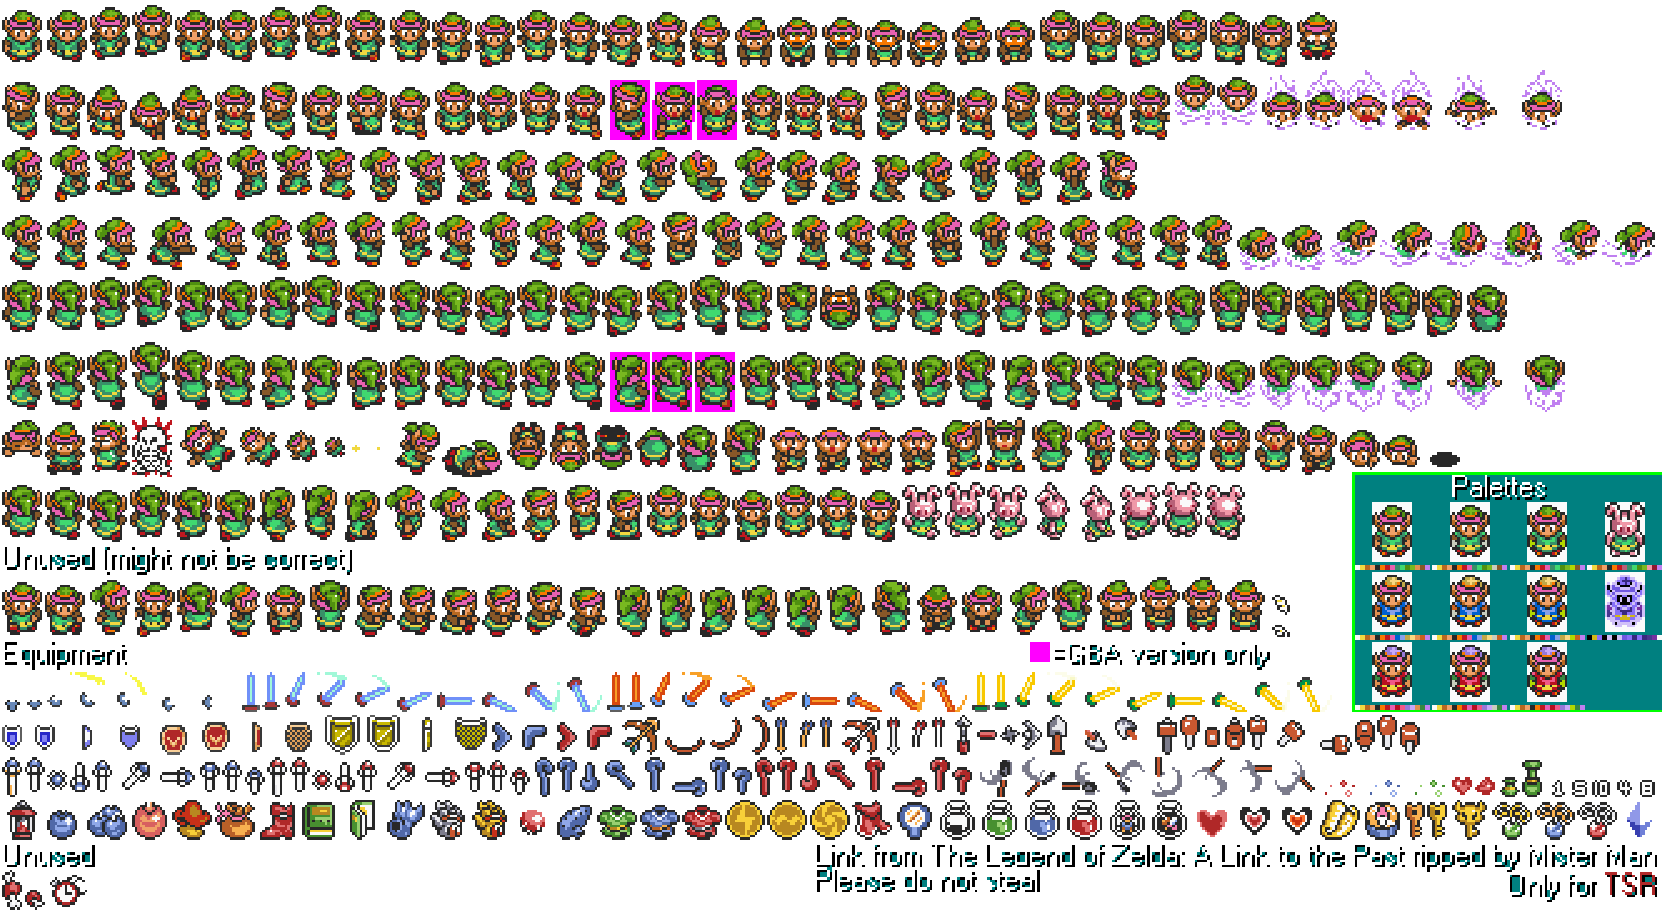 Palettes
Unused (might not be correct)
Equipment
=GBA version only
1 5 0 4 8
Unused
Link from The Legend of Zelda: A Link to the Past ripped by Mister Man
Please do not steal
Only for TSR